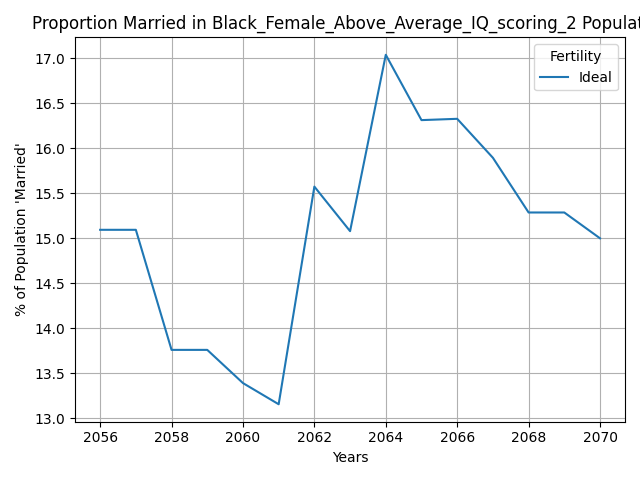 Proportion Married in Black_Female_Above_Average_IQ_scoring_2 Populat
17.0
16.5
16.0
15.5
15.0
14.5
14.0
13.5
13.0
% of Population 'Married'
Fertility
Ideal
2056 2058 2060 2062 2064 2066 2068 2070
Years